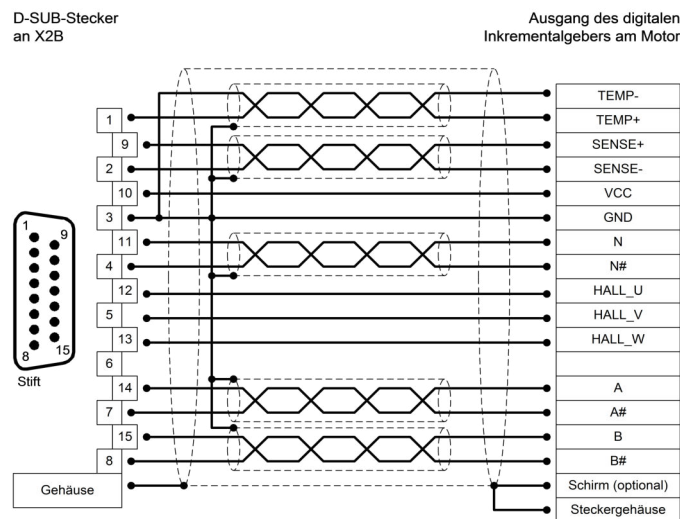 D-SUB-Stecker
an X2B
Ausgang des digitalen
Inkrementalgebers am Motor
TEMP-
1 TEMP+
9 SENSE+
2 SENSE-
10 VCC
3 GND
11 N
4 N#
12 HALL_U
5 HALL_V
13 HALL_W
6
14 A
7 A#
15 B
8 B#
Gehäuse Schirm (optional)
Steckergehäuse
1 9
8 15
Stift